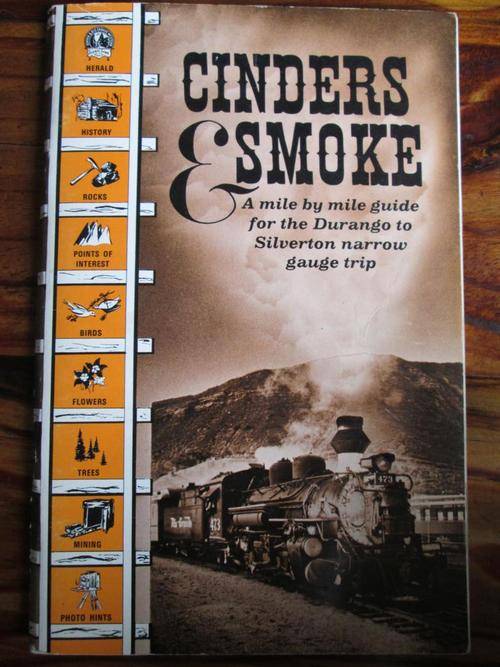 CINDERS
& SMOKE
A mile by mile guide
for the Durango to
Silverton narrow
gauge trip
HERALD
HISTORY
ROCKS
POINTS OF
INTEREST
BIRDS
FLOWERS
TREES
MINING
PHOTO HINTS
473
473